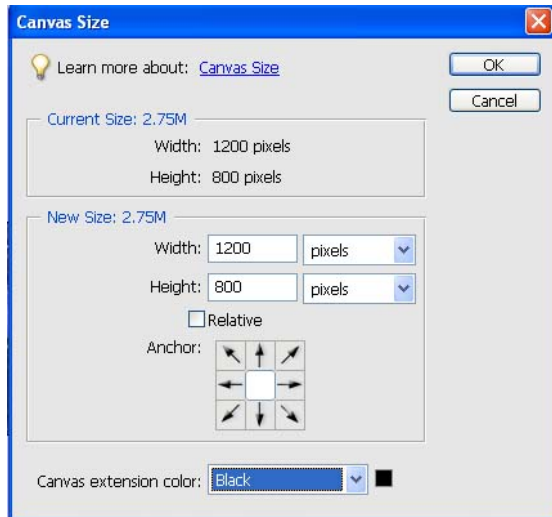 Canvas Size
Learn more about: Canvas Size
OK
Cancel
Current Size: 2.75M
Width: 1200 pixels
Height: 800 pixels
New Size: 2.75M
Width: 1200 pixels
Height: 800 pixels
Relative
Anchor:
Canvas extension color: Black